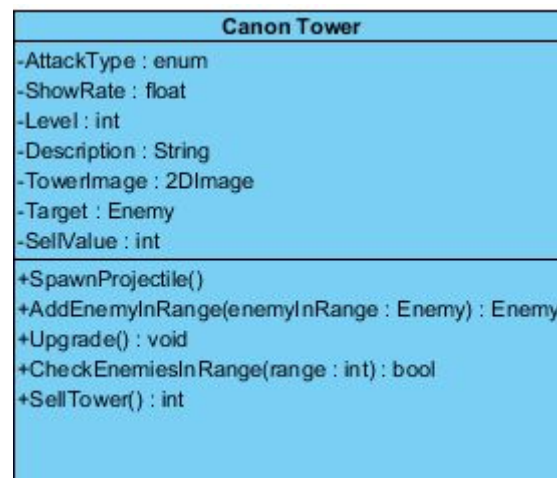 Canon Tower
-AttackType : enum
-ShowRate : float
-Level : int
-Description : String
-TowerImage : 2DImage
-Target : Enemy
-SellValue : int
+SpawnProjectile()
+AddEnemyInRange(enemyInRange : Enemy) : Enemy
+Upgrade() : void
+CheckEnemiesInRange(range : int) : bool
+SellTower() : int